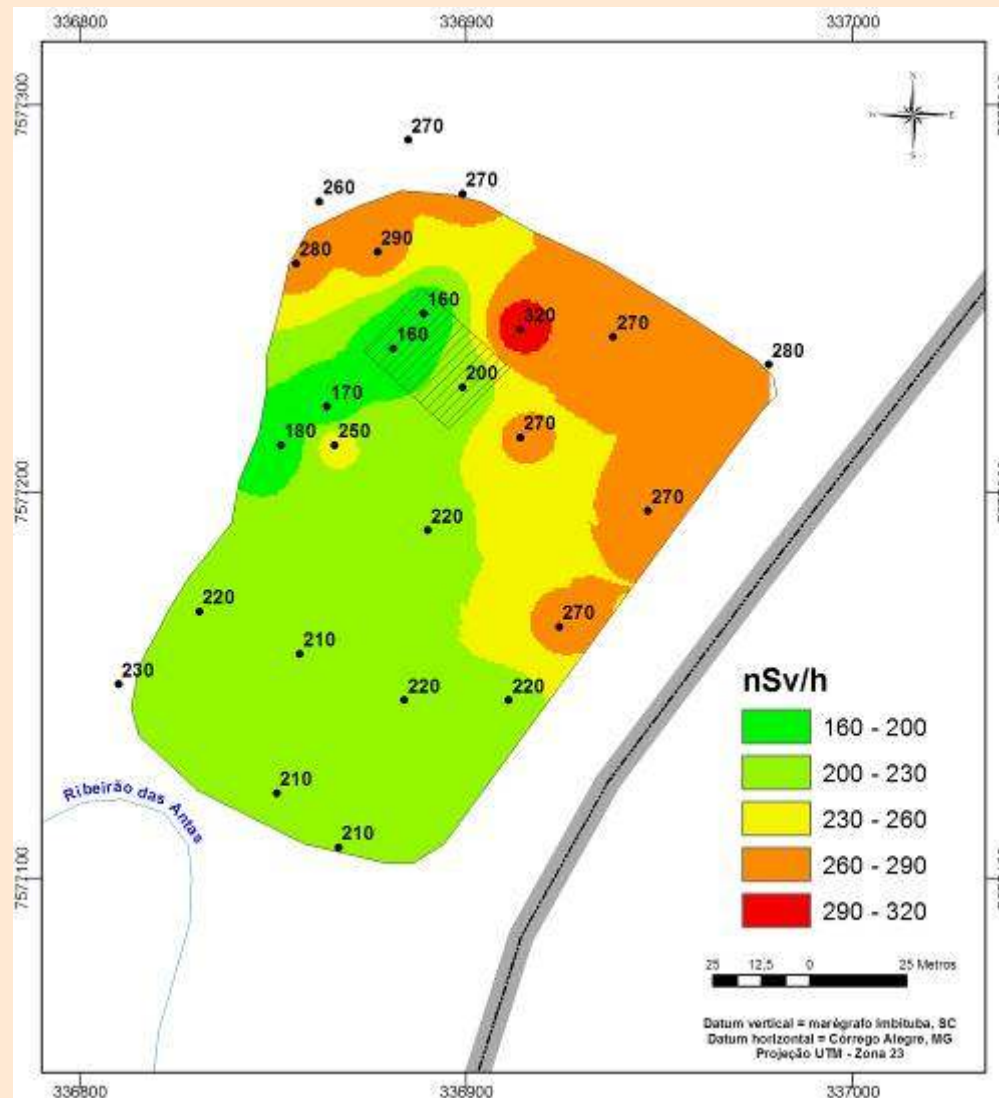 336800 336900 337000
7577300
N
W E
S
270
260 270
280 290
160 320 270
160 280
200
170
180 250 270
7577200
220 270
220
270
210
230
220 220
nSv/h
160 - 200
200 - 230
210
Ribeirão das Antas
230 - 260
210
260 - 290
7577100
290 - 320
25 12,5 0 25 Metros
Datum vertical = marégrafo Imbituba, SC
Datum horizontal = Córrego Alegre, MG
Projeção UTM - Zona 23
336800 336900 337000